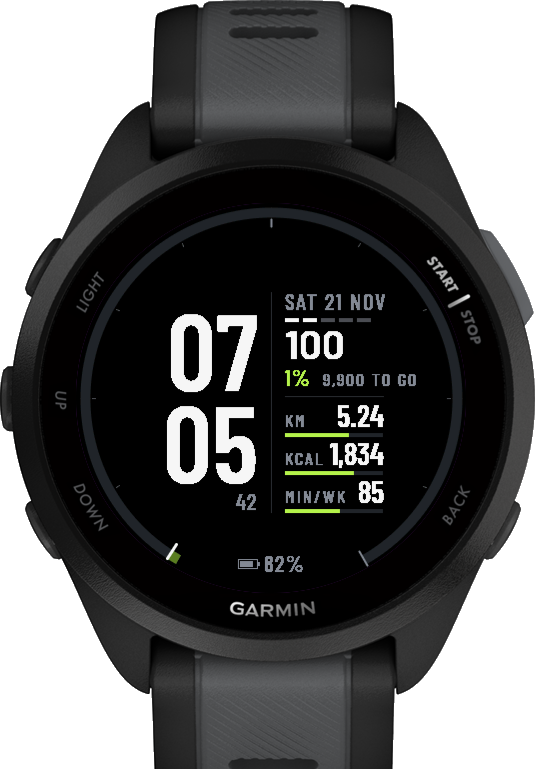 LIGHT
START
STOP
UP
DOWN
BACK
07
05
42
SAT 21 NOV
100
1% 9,900 TO GO
KM 5.24
KCAL 1,834
MIN/WK 85
82%
GARMIN